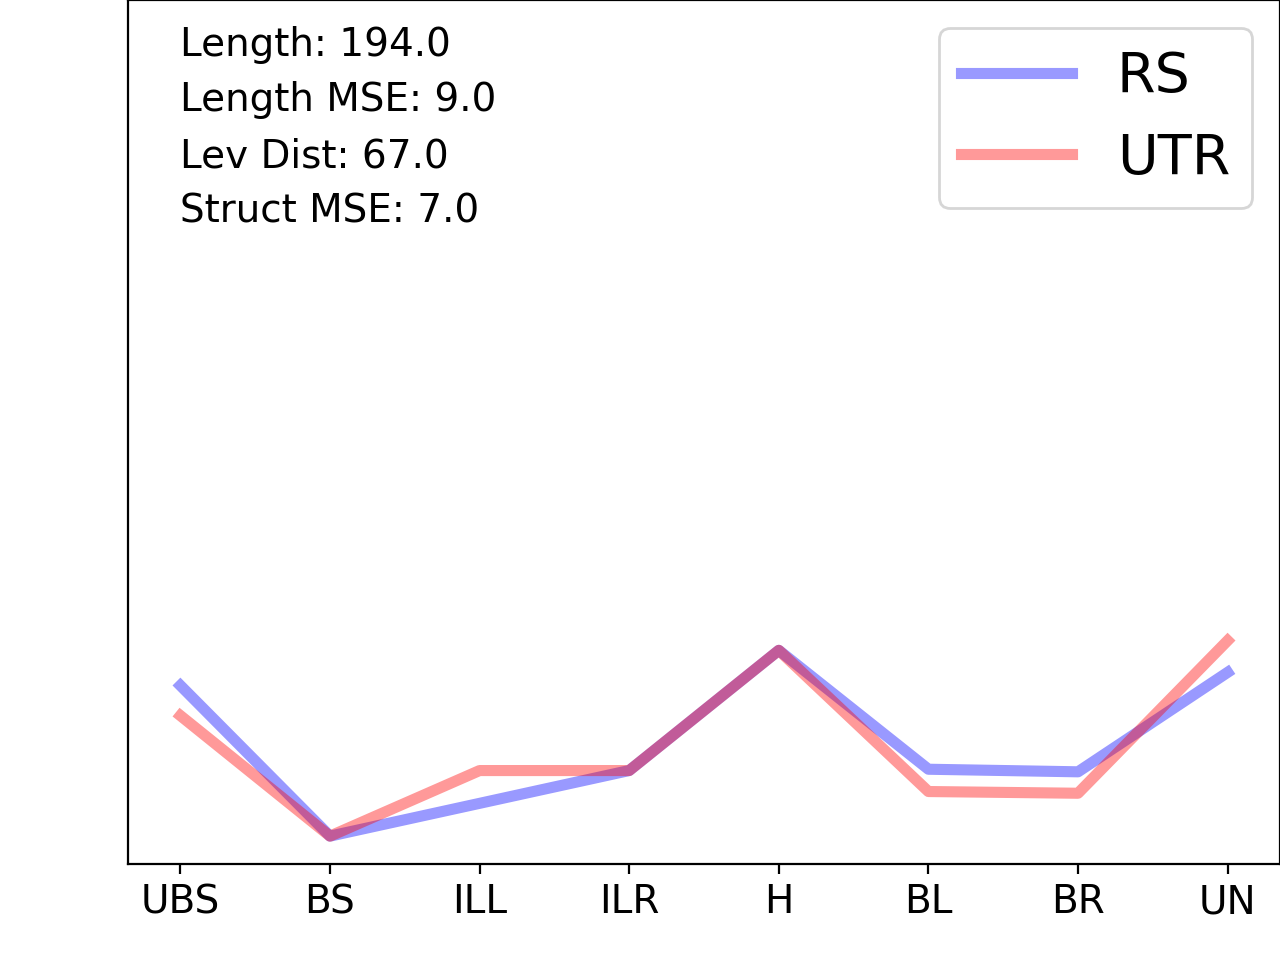 Length: 194.0
Length MSE: 9.0
Lev Dist: 67.0
Struct MSE: 7.0
RS
UTR
UBS BS ILL ILR H BL BR UN